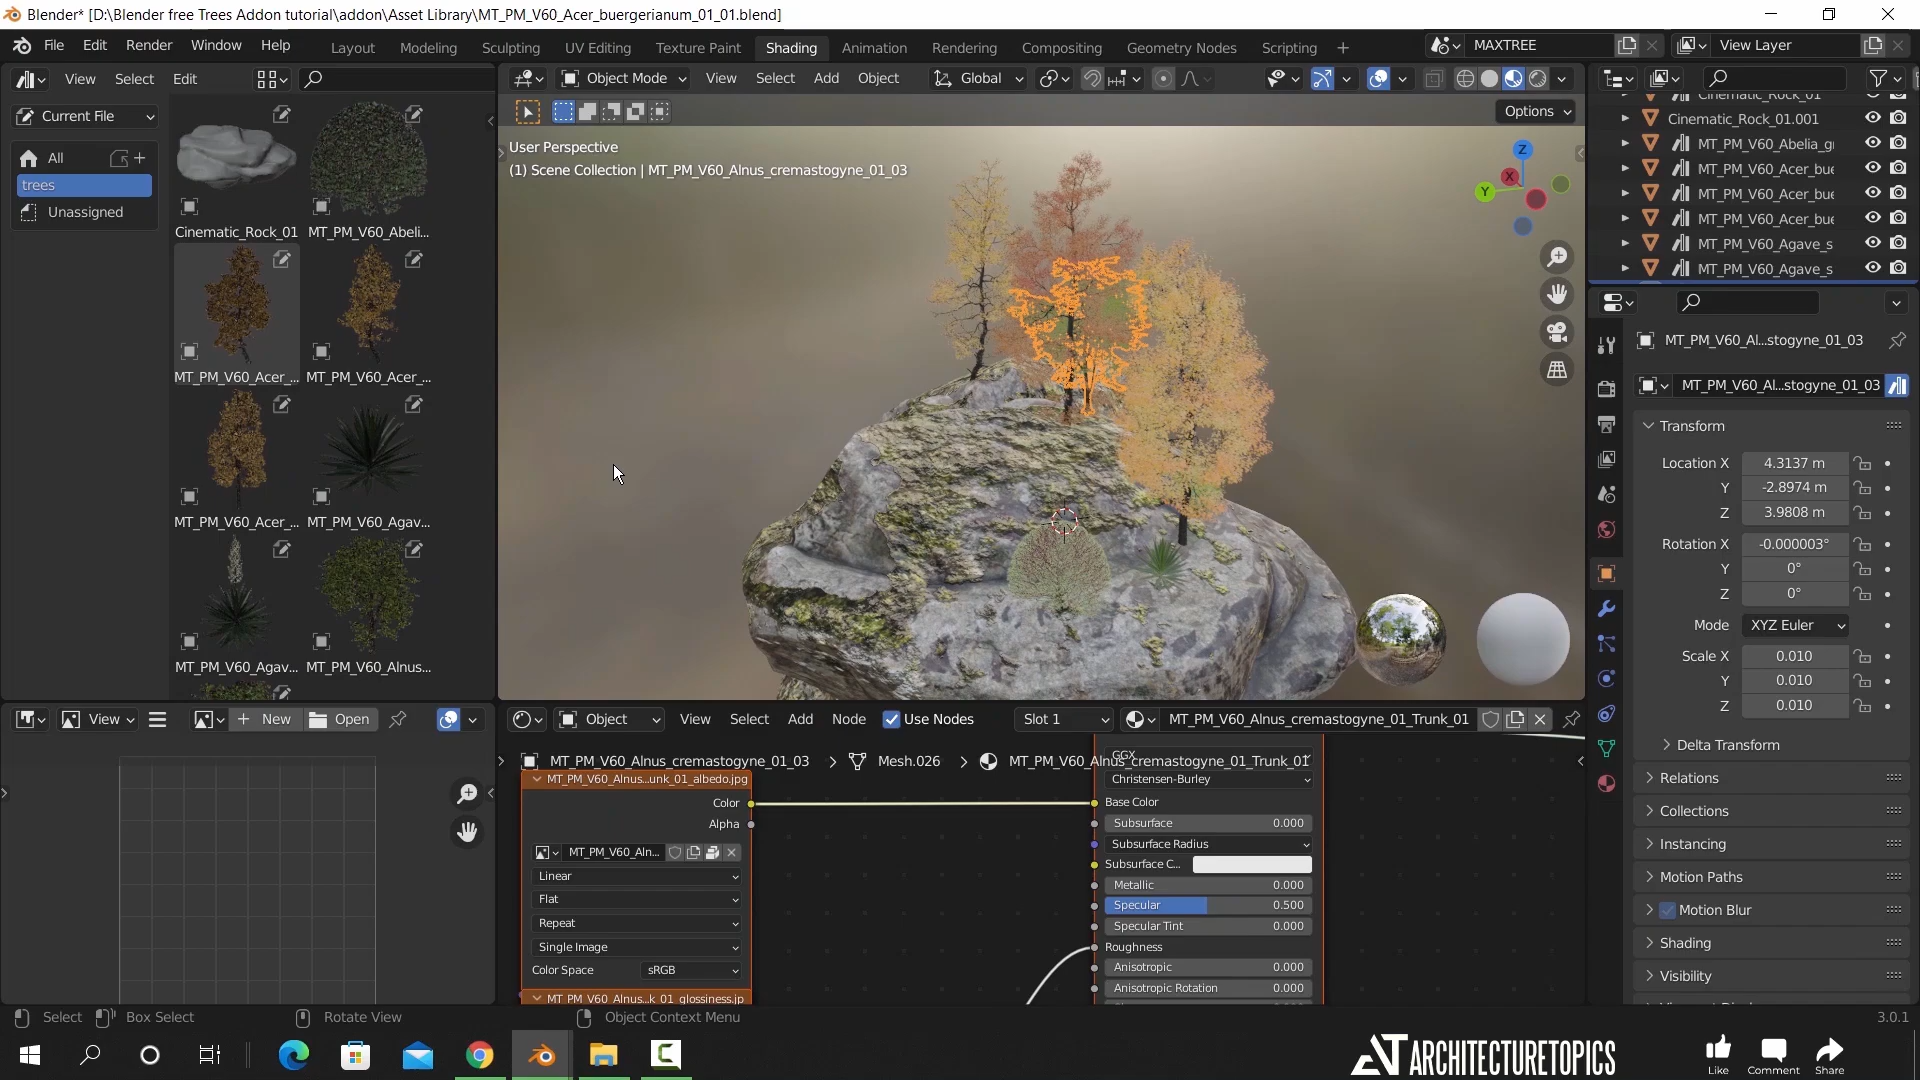 Blender* [D:\Blender free Trees Addon tutorial\addon\Asset Library\MT_PM_V60_Acer_buergerianum_01_01.blend]
File Edit Render Window Help Layout Modeling Sculpting UV Editing Texture Paint Shading Animation Rendering Compositing Geometry Nodes Scripting + MAXTREE View Layer
View Select Edit Object Mode View Select Add Object Global
Current File
Options
All
trees
Unassigned
Cinematic_Rock_01 MT_PM_V60_Abeli...
MT_PM_V60_Acer_... MT_PM_V60_Acer_...
MT_PM_V60_Acer_... MT_PM_V60_Agav...
MT_PM_V60_Agav... MT_PM_V60_Alnus...
User Perspective
(1) Scene Collection | MT_PM_V60_Alnus_cremastogyne_01_03
Z
X
Y
Cinematic_Rock_01
Cinematic_Rock_01.001
MT_PM_V60_Abelia_g
MT_PM_V60_Acer_bue
MT_PM_V60_Acer_bue
MT_PM_V60_Acer_bue
MT_PM_V60_Agave_s
MT_PM_V60_Agave_s
MT_PM_V60_Al...stogyne_01_03
MT_PM_V60_Al...stogyne_01_03
Transform
Location X 4.3137 m
Y -2.8974 m
Z 3.9808 m
Rotation X -0.000003°
Y 0°
Z 0°
Mode XYZ Euler
Scale X 0.010
Y 0.010
Z 0.010
Delta Transform
Relations
Collections
Instancing
Motion Paths
Motion Blur
Shading
Visibility
View New Open
Object View Select Add Node Use Nodes Slot 1 MT_PM_V60_Alnus_cremastogyne_01_Trunk_01
MT_PM_V60_Alnus_cremastogyne_01_03 > Mesh.026 > MT_PM_V60_Alnus_cremastogyne_01_Trunk_01
MT_PM_V60_Alnus...unk_01_albedo.jpg
Color
Alpha
MT_PM_V60_Aln...
Linear
Flat
Repeat
Single Image
Color Space sRGB
MT_PM_V60_Alnus...k_01_glossiness.jp
GGX
Christensen-Burley
Base Color
Subsurface 0.000
Subsurface Radius
Subsurface C...
Metallic 0.000
Specular 0.500
Specular Tint 0.000
Roughness
Anisotropic 0.000
Anisotropic Rotation 0.000
Select Box Select Rotate View Object Context Menu 3.0.1
ARCHITECTURETOPICS
Like Comment Share